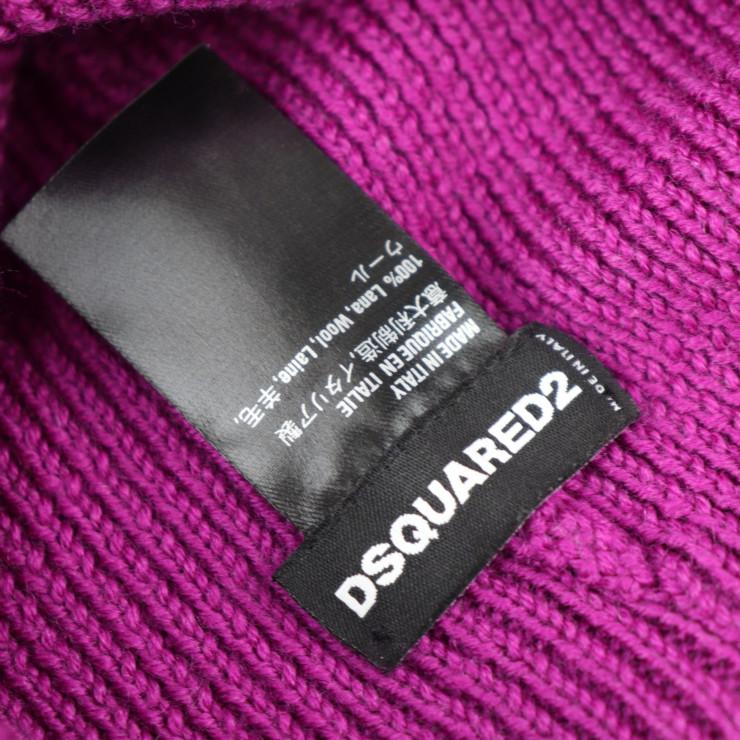 DSQUARED2
MADE IN ITALY
MADE IN ITALY
FABRIQUE EN ITALIE
意大利制造, イタリア製
100% Lana, Wool, Laine, 羊毛,
ウール